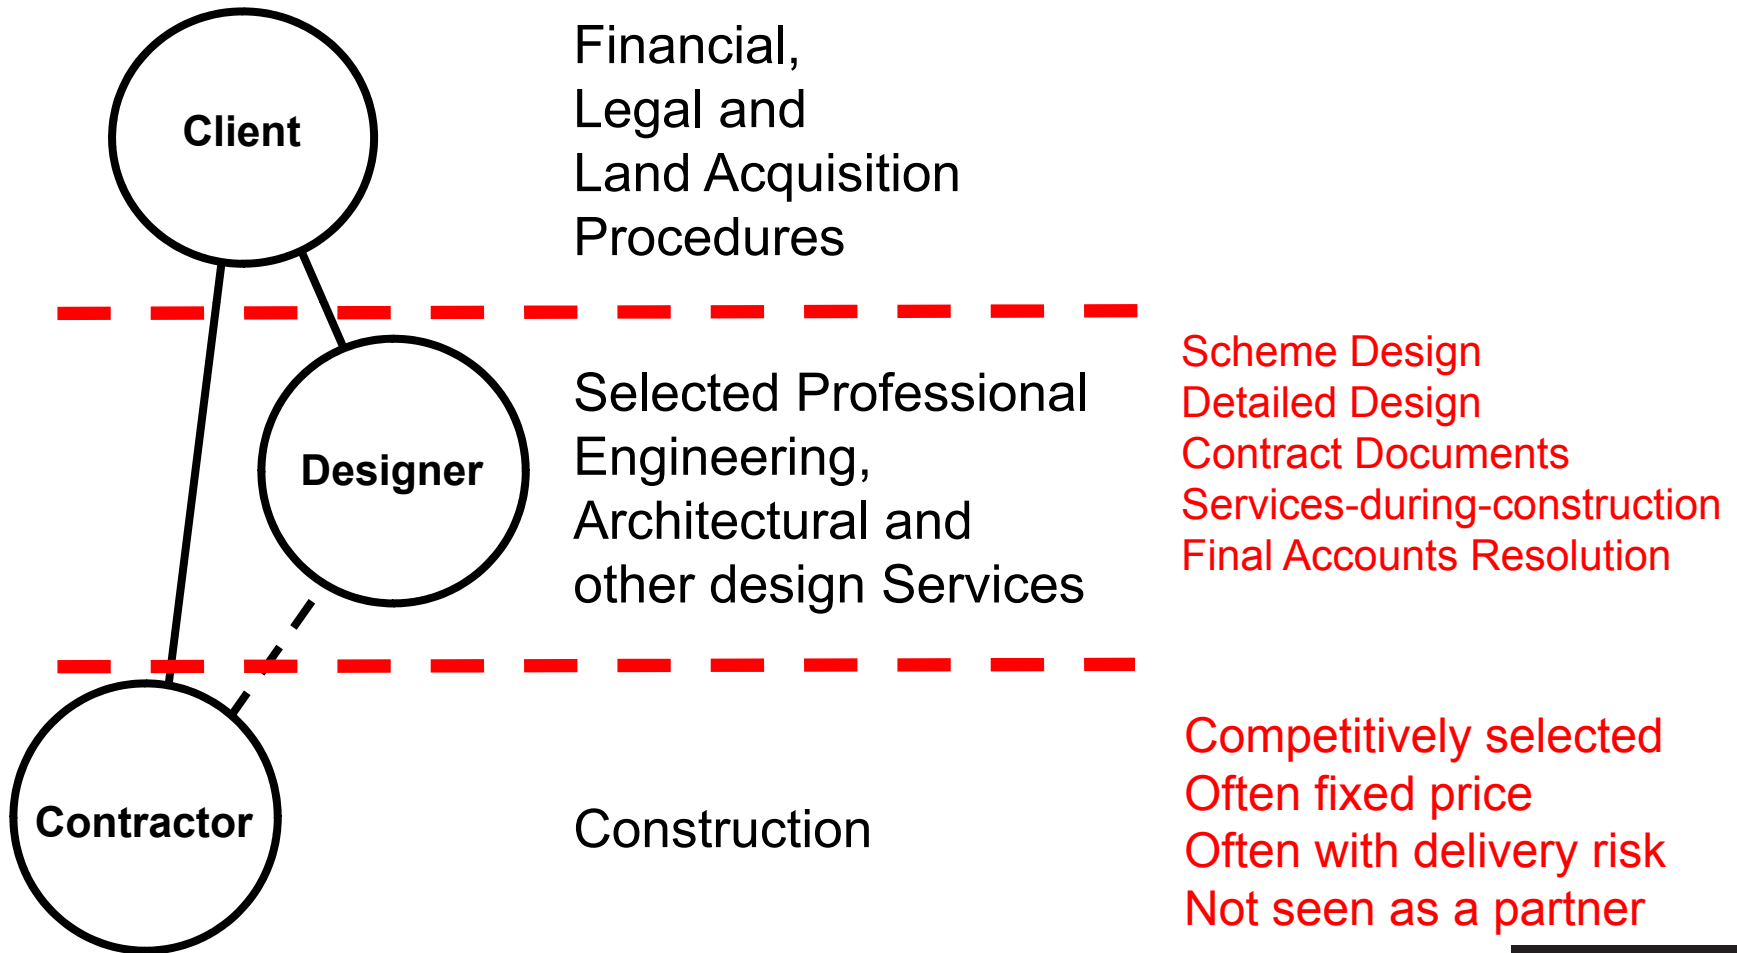 Client
Financial,
Legal and
Land Acquisition
Procedures
Designer
Selected Professional
Engineering,
Architectural and
other design Services
Scheme Design
Detailed Design
Contract Documents
Services-during-construction
Final Accounts Resolution
Contractor
Construction
Competitively selected
Often fixed price
Often with delivery risk
Not seen as a partner